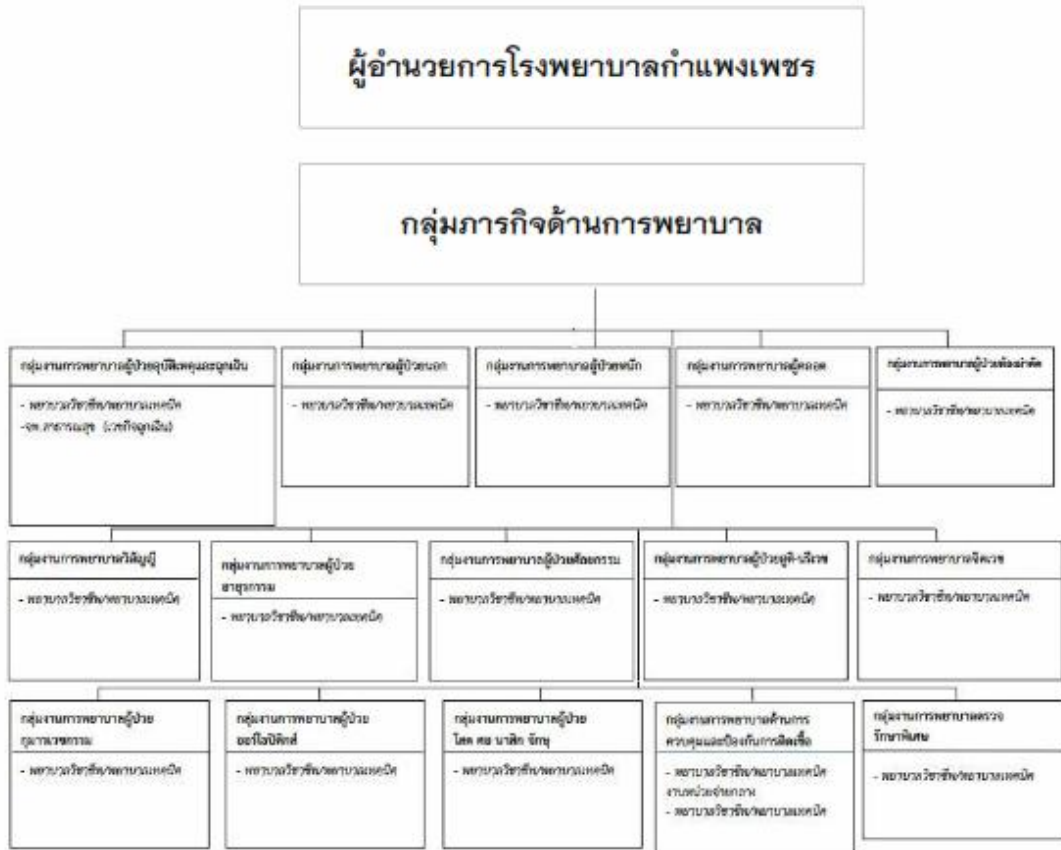 ผู้อำนวยการโรงพยาบาลกำแพงเพชร
กลุ่มภารกิจด้านการพยาบาล
กลุ่มงานการพยาบาลผู้ป่วยอุบัติเหตุและฉุกเฉิน
- พยาบาลวิชาชีพ/พยาบาลเทคนิค
-จพ.สาธารณสุข (เวชกิจฉุกเฉิน)
กลุ่มงานการพยาบาลผู้ป่วยนอก
- พยาบาลวิชาชีพ/พยาบาลเทคนิค
กลุ่มงานการพยาบาลผู้ป่วยหนัก
- พยาบาลวิชาชีพ/พยาบาลเทคนิค
กลุ่มงานการพยาบาลผู้คลอด
- พยาบาลวิชาชีพ/พยาบาลเทคนิค
กลุ่มงานการพยาบาลผู้ป่วยห้องผ่าตัด
- พยาบาลวิชาชีพ/พยาบาลเทคนิค
กลุ่มงานการพยาบาลวิสัญญี
- พยาบาลวิชาชีพ/พยาบาลเทคนิค
กลุ่มงานการพยาบาลผู้ป่วย
อายุรกรรม
- พยาบาลวิชาชีพ/พยาบาลเทคนิค
กลุ่มงานการพยาบาลผู้ป่วยศัลยกรรม
- พยาบาลวิชาชีพ/พยาบาลเทคนิค
กลุ่มงานการพยาบาลผู้ป่วยสูติ-นรีเวช
- พยาบาลวิชาชีพ/พยาบาลเทคนิค
กลุ่มงานการพยาบาลจิตเวช
- พยาบาลวิชาชีพ/พยาบาลเทคนิค
กลุ่มงานการพยาบาลผู้ป่วย
กุมารเวชกรรม
- พยาบาลวิชาชีพ/พยาบาลเทคนิค
กลุ่มงานการพยาบาลผู้ป่วย
ออร์โธปิดิกส์
- พยาบาลวิชาชีพ/พยาบาลเทคนิค
กลุ่มงานการพยาบาลผู้ป่วย
โสต ศอ นาสิก จักษุ
- พยาบาลวิชาชีพ/พยาบาลเทคนิค
กลุ่มงานการพยาบาลด้านการ
ควบคุมและป้องกันการติดเชื้อ
- พยาบาลวิชาชีพ/พยาบาลเทคนิค
งานหน่วยจ่ายกลาง
- พยาบาลวิชาชีพ/พยาบาลเทคนิค
กลุ่มงานการพยาบาลตรวจ
รักษาพิเศษ
- พยาบาลวิชาชีพ/พยาบาลเทคนิค